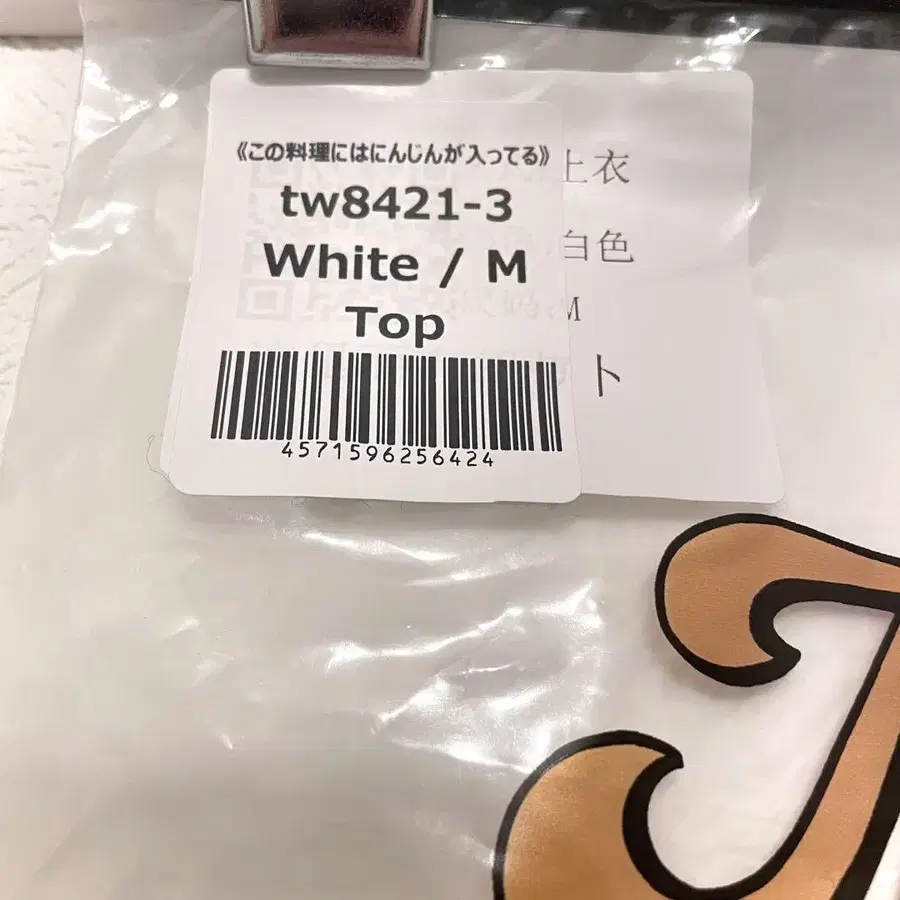 《この料理にはにんじんが入ってる》
tw8421-3
White / M
Top
4571596256424
上衣
白色
M
ト